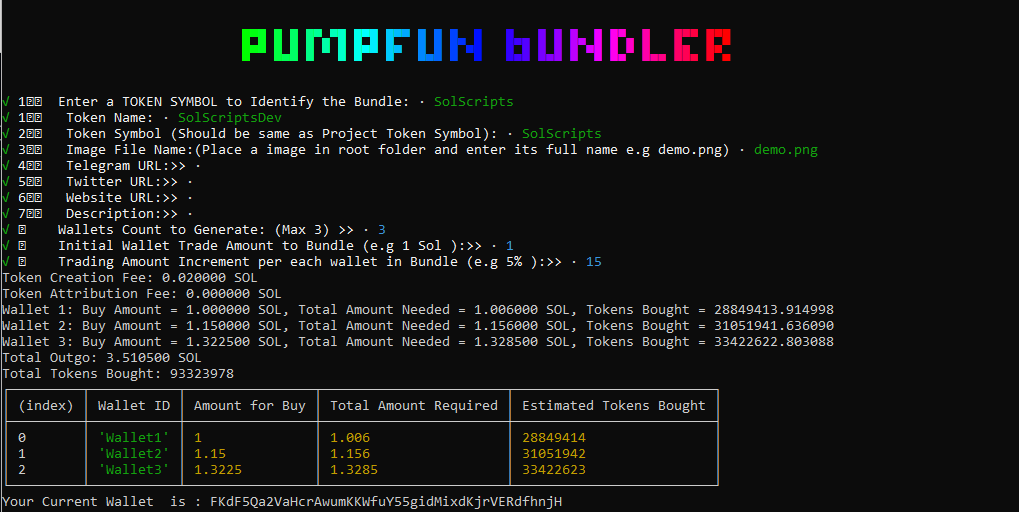 PUMPFUN BUNDLER
√ 1 Enter a TOKEN SYMBOL to Identify the Bundle: · SolScripts
√ 1 Token Name: · SolScriptsDev
√ 2 Token Symbol (Should be same as Project Token Symbol): · SolScripts
√ 3 Image File Name:(Place a image in root folder and enter its full name e.g demo.png) · demo.png
√ 4 Telegram URL:>> ·
√ 5 Twitter URL:>> ·
√ 6 Website URL:>> ·
√ 7 Description:>> ·
√ Wallets Count to Generate: (Max 3) >> · 3
√ Initial Wallet Trade Amount to Bundle (e.g 1 Sol ):>> · 1
√ Trading Amount Increment per each wallet in Bundle (e.g 5% ):>> · 15
Token Creation Fee: 0.020000 SOL
Token Attribution Fee: 0.000000 SOL
Wallet 1: Buy Amount = 1.000000 SOL, Total Amount Needed = 1.006000 SOL, Tokens Bought = 28849413.914998
Wallet 2: Buy Amount = 1.150000 SOL, Total Amount Needed = 1.156000 SOL, Tokens Bought = 31051941.636090
Wallet 3: Buy Amount = 1.322500 SOL, Total Amount Needed = 1.328500 SOL, Tokens Bought = 33422622.803088
Total Outgo: 3.510500 SOL
Total Tokens Bought: 93323978
(index) Wallet ID Amount for Buy Total Amount Required Estimated Tokens Bought
0 'Wallet1' 1 1.006 28849414
1 'Wallet2' 1.15 1.156 31051942
2 'Wallet3' 1.3225 1.3285 33422623
Your Current Wallet  is : FKdF5Qa2VaHcrAwumKKWfuY55gidMixdKjrVERdfhnjH